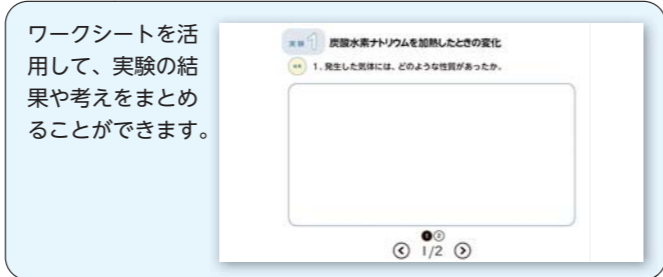 ワークシートを活
用して、実験の結
果や考えをまとめ
ることができます。
実験 1 炭酸水素ナトリウムを加熱したときの変化
結果 1. 発生した気体には、どのような性質があったか。
❶②
1/2